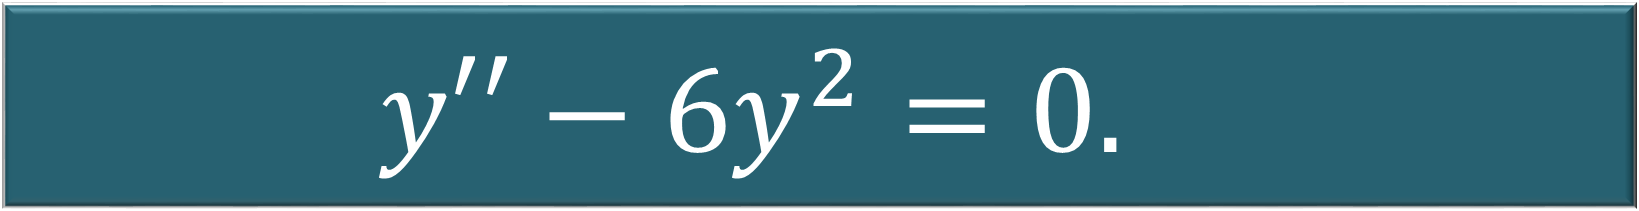 y′′ − 6y² = 0.